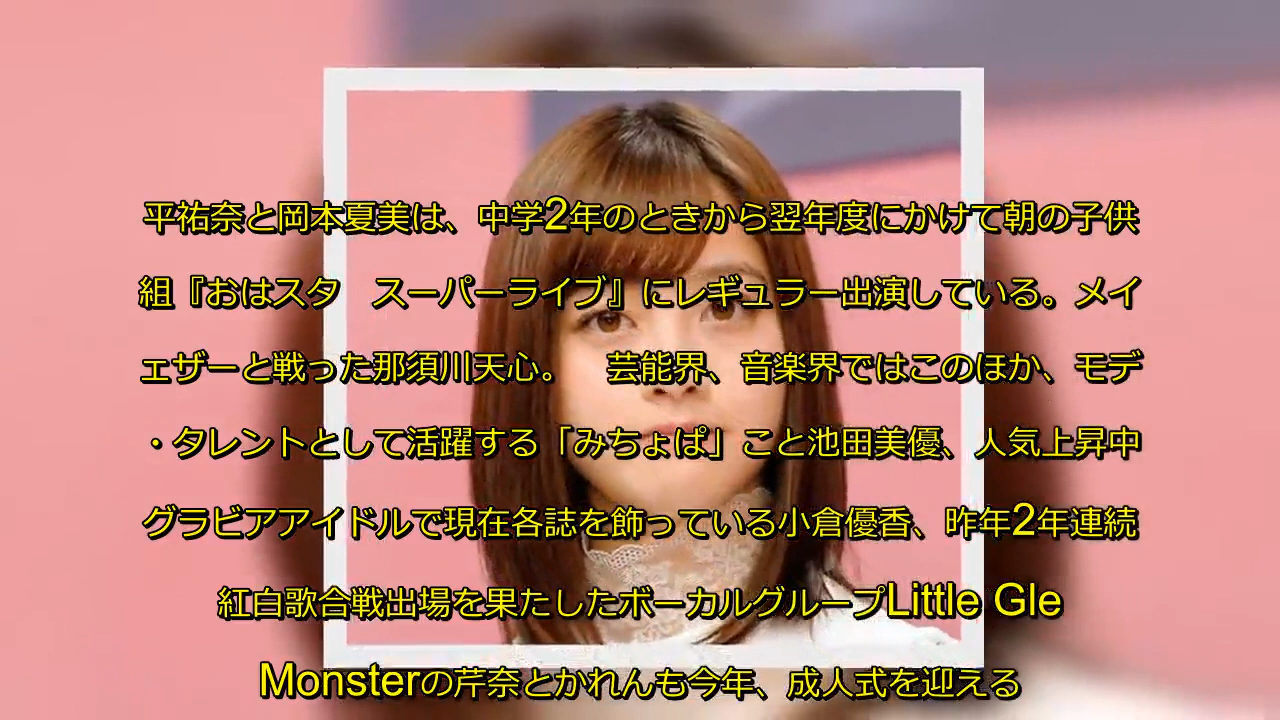 平祐奈と岡本夏美は、中学2年のときから翌年度にかけて朝の子供
組『おはスタ　スーパーライブ』にレギュラー出演している。メイ
ェザーと戦った那須川天心。　芸能界、音楽界ではこのほか、モデ
・タレントとして活躍する「みちょぱ」こと池田美優、人気上昇中
グラビアアイドルで現在各誌を飾っている小倉優香、昨年2年連続
紅白歌合戦出場を果たしたボーカルグループLittle Gle
Monsterの芹奈とかれんも今年、成人式を迎える